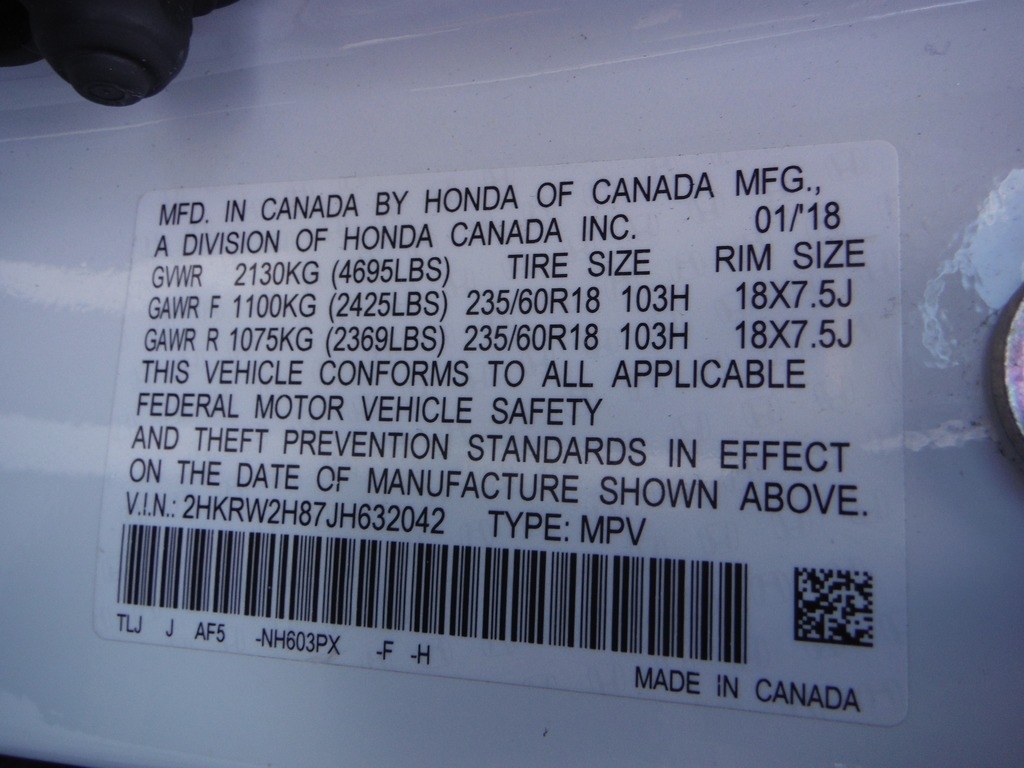 MFD. IN CANADA BY HONDA OF CANADA MFG.,
A DIVISION OF HONDA CANADA INC. 01/'18
GVWR 2130KG (4695LBS) TIRE SIZE RIM SIZE
GAWR F 1100KG (2425LBS) 235/60R18 103H 18X7.5J
GAWR R 1075KG (2369LBS) 235/60R18 103H 18X7.5J
THIS VEHICLE CONFORMS TO ALL APPLICABLE
FEDERAL MOTOR VEHICLE SAFETY
AND THEFT PREVENTION STANDARDS IN EFFECT
ON THE DATE OF MANUFACTURE SHOWN ABOVE.
V.I.N.: 2HKRW2H87JH632042 TYPE: MPV
TLJ J AF5 -NH603PX -F -H
MADE IN CANADA